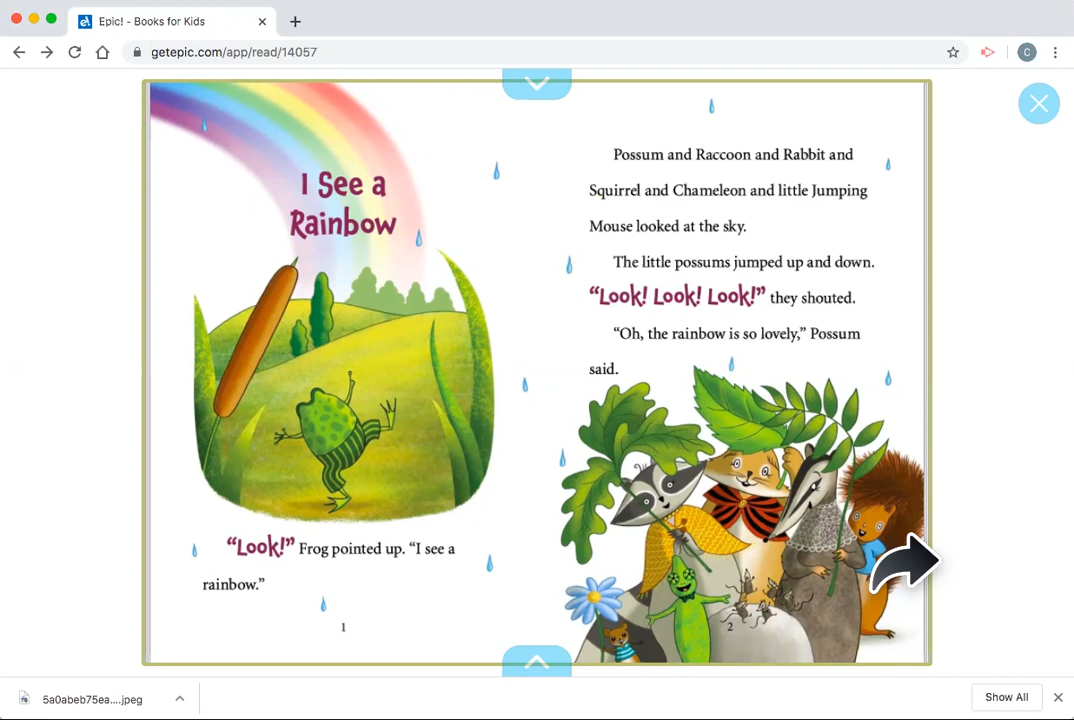 Epic! - Books for Kids
getepic.com/app/read/14057
C
I See a
Rainbow
“Look!” Frog pointed up. “I see a
rainbow.”
1
Possum and Raccoon and Rabbit and
Squirrel and Chameleon and little Jumping
Mouse looked at the sky.
The little possums jumped up and down.
“Look! Look! Look!” they shouted.
“Oh, the rainbow is so lovely,” Possum
said.
2
5a0abeb75ea....jpeg
Show All